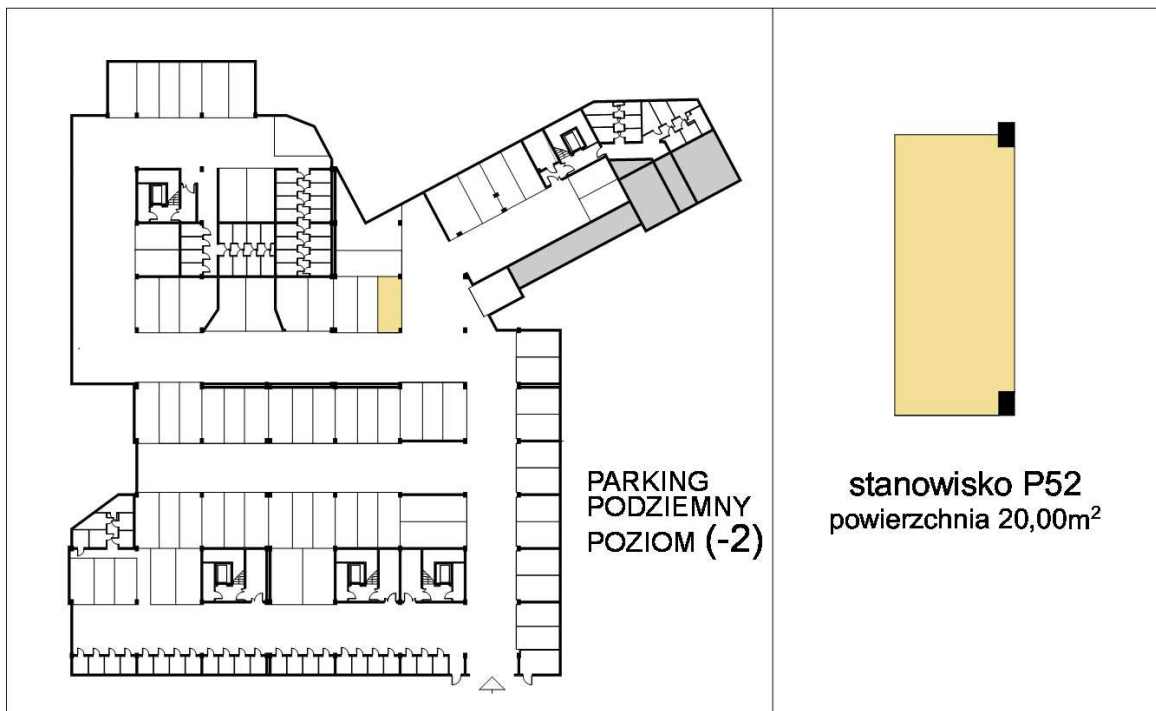 PARKING
PODZIEMNY
POZIOM (-2)
stanowisko P52
powierzchnia 20,00m²